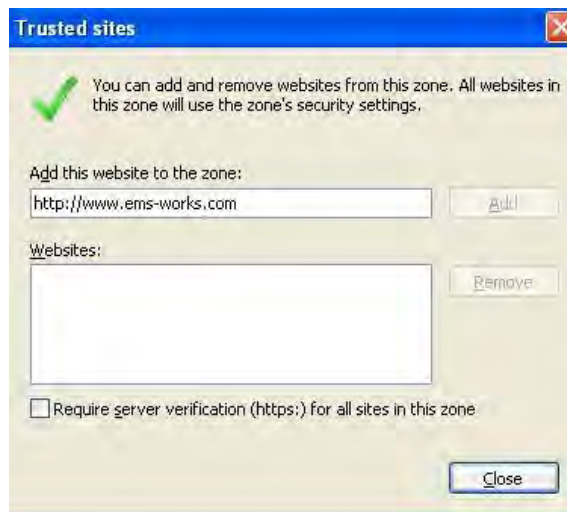 Trusted sites
You can add and remove websites from this zone. All websites in
this zone will use the zone's security settings.
Add this website to the zone:
http://www.ems-works.com
Add
Websites:
Remove
Require server verification (https:) for all sites in this zone
Close